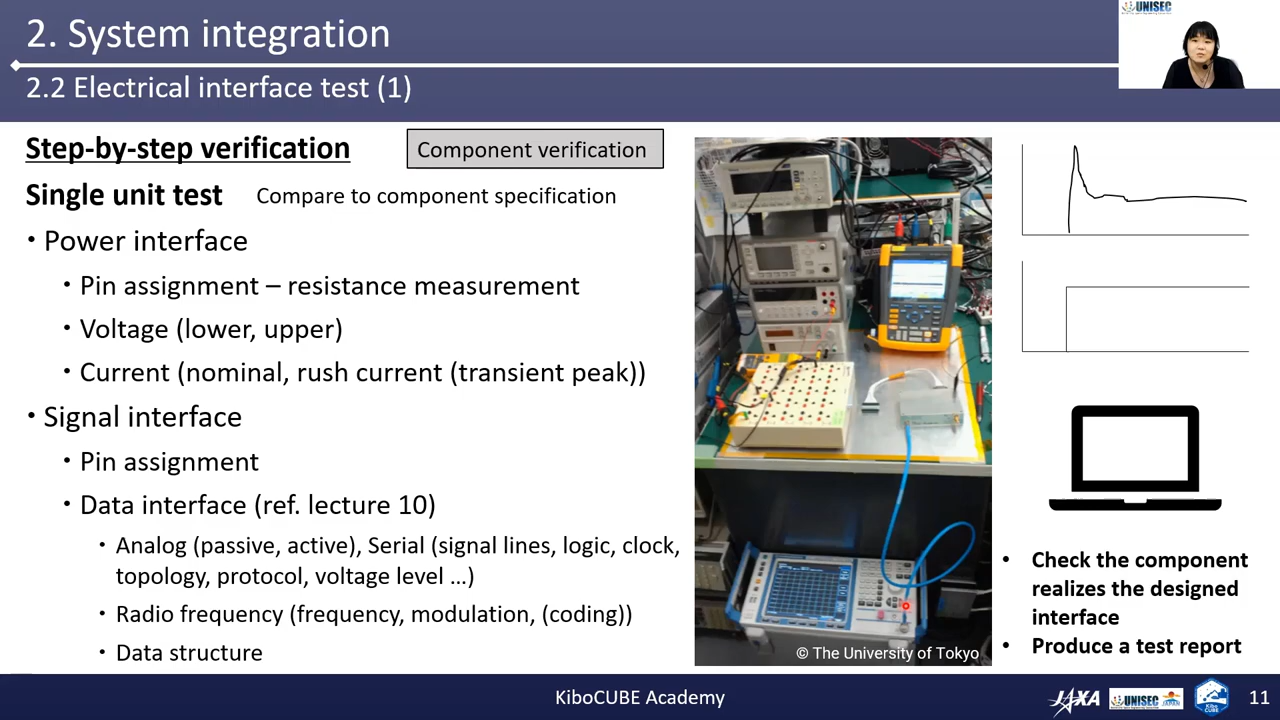 2. System integration
UNISEC
2.2 Electrical interface test (1)
Step-by-step verification
Component verification
Single unit test
Compare to component specification
・Power interface
・Pin assignment – resistance measurement
・Voltage (lower, upper)
・Current (nominal, rush current (transient peak))
・Signal interface
・Pin assignment
・Data interface (ref. lecture 10)
・Analog (passive, active), Serial (signal lines, logic, clock,
topology, protocol, voltage level …)
・Radio frequency (frequency, modulation, (coding))
・Data structure
© The University of Tokyo
• Check the component
realizes the designed
interface
• Produce a test report
KiboCUBE Academy
JAXA
UNISEC
JAPAN
Kibo
CUBE
11